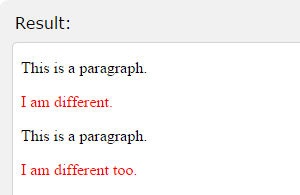 Result:
This is a paragraph.
I am different.
This is a paragraph.
I am different too.